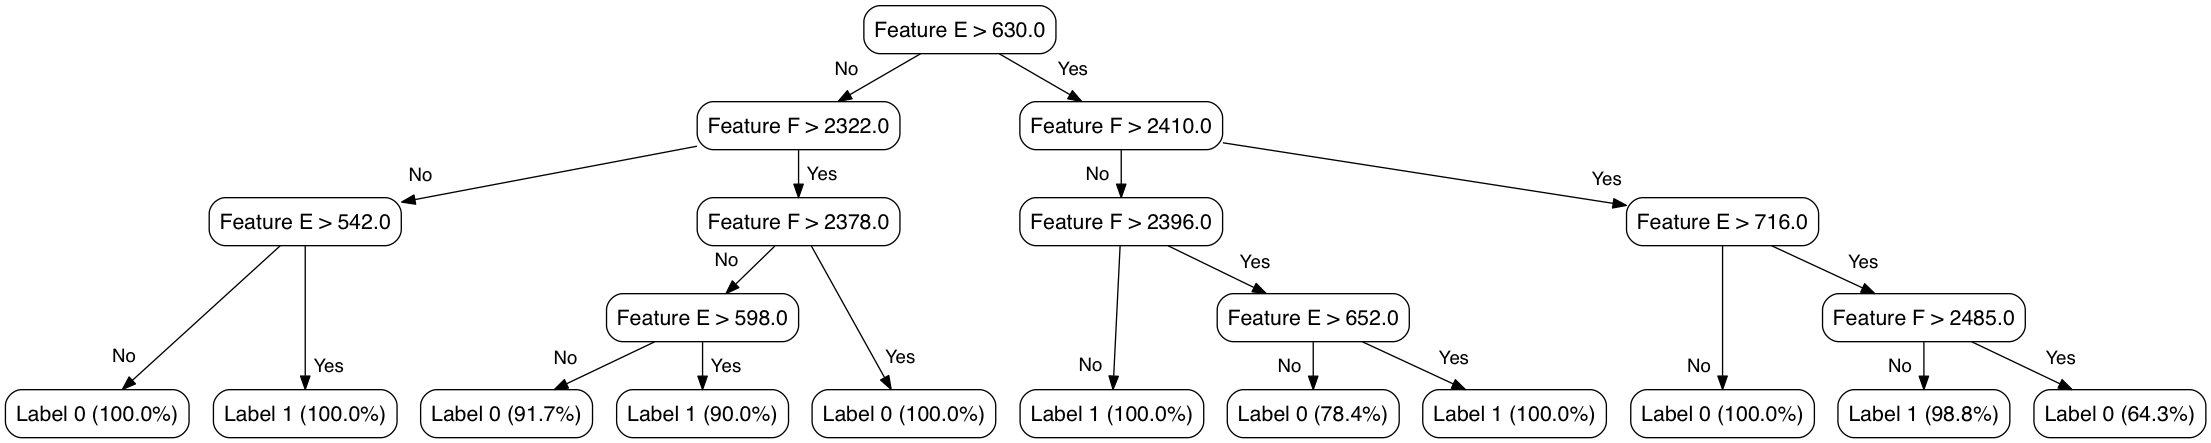 Feature E > 630.0
No
Yes
Feature F > 2322.0
Feature F > 2410.0
No
Yes
No
Yes
Feature E > 542.0
Feature F > 2378.0
Feature F > 2396.0
Feature E > 716.0
No
Yes
Yes
Feature E > 598.0
Feature E > 652.0
Feature F > 2485.0
No
Yes
No
Yes
Yes
No
No
Yes
No
No
Yes
Label 0 (100.0%)
Label 1 (100.0%)
Label 0 (91.7%)
Label 1 (90.0%)
Label 0 (100.0%)
Label 1 (100.0%)
Label 0 (78.4%)
Label 1 (100.0%)
Label 0 (100.0%)
Label 1 (98.8%)
Label 0 (64.3%)